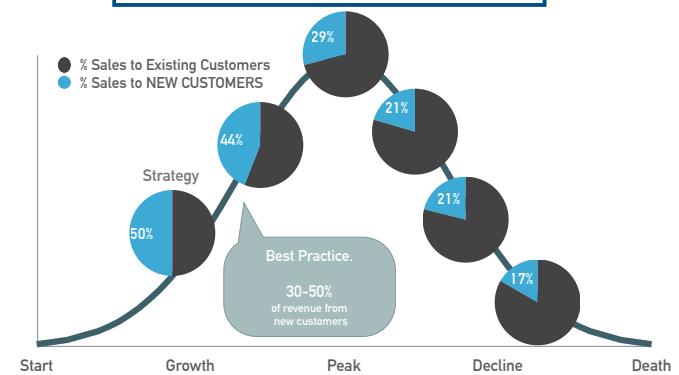 29%
% Sales to Existing Customers
% Sales to NEW CUSTOMERS
21%
44%
Strategy
21%
50%
Best Practice.
30-50%
of revenue from
new customers
17%
Start
Growth
Peak
Decline
Death